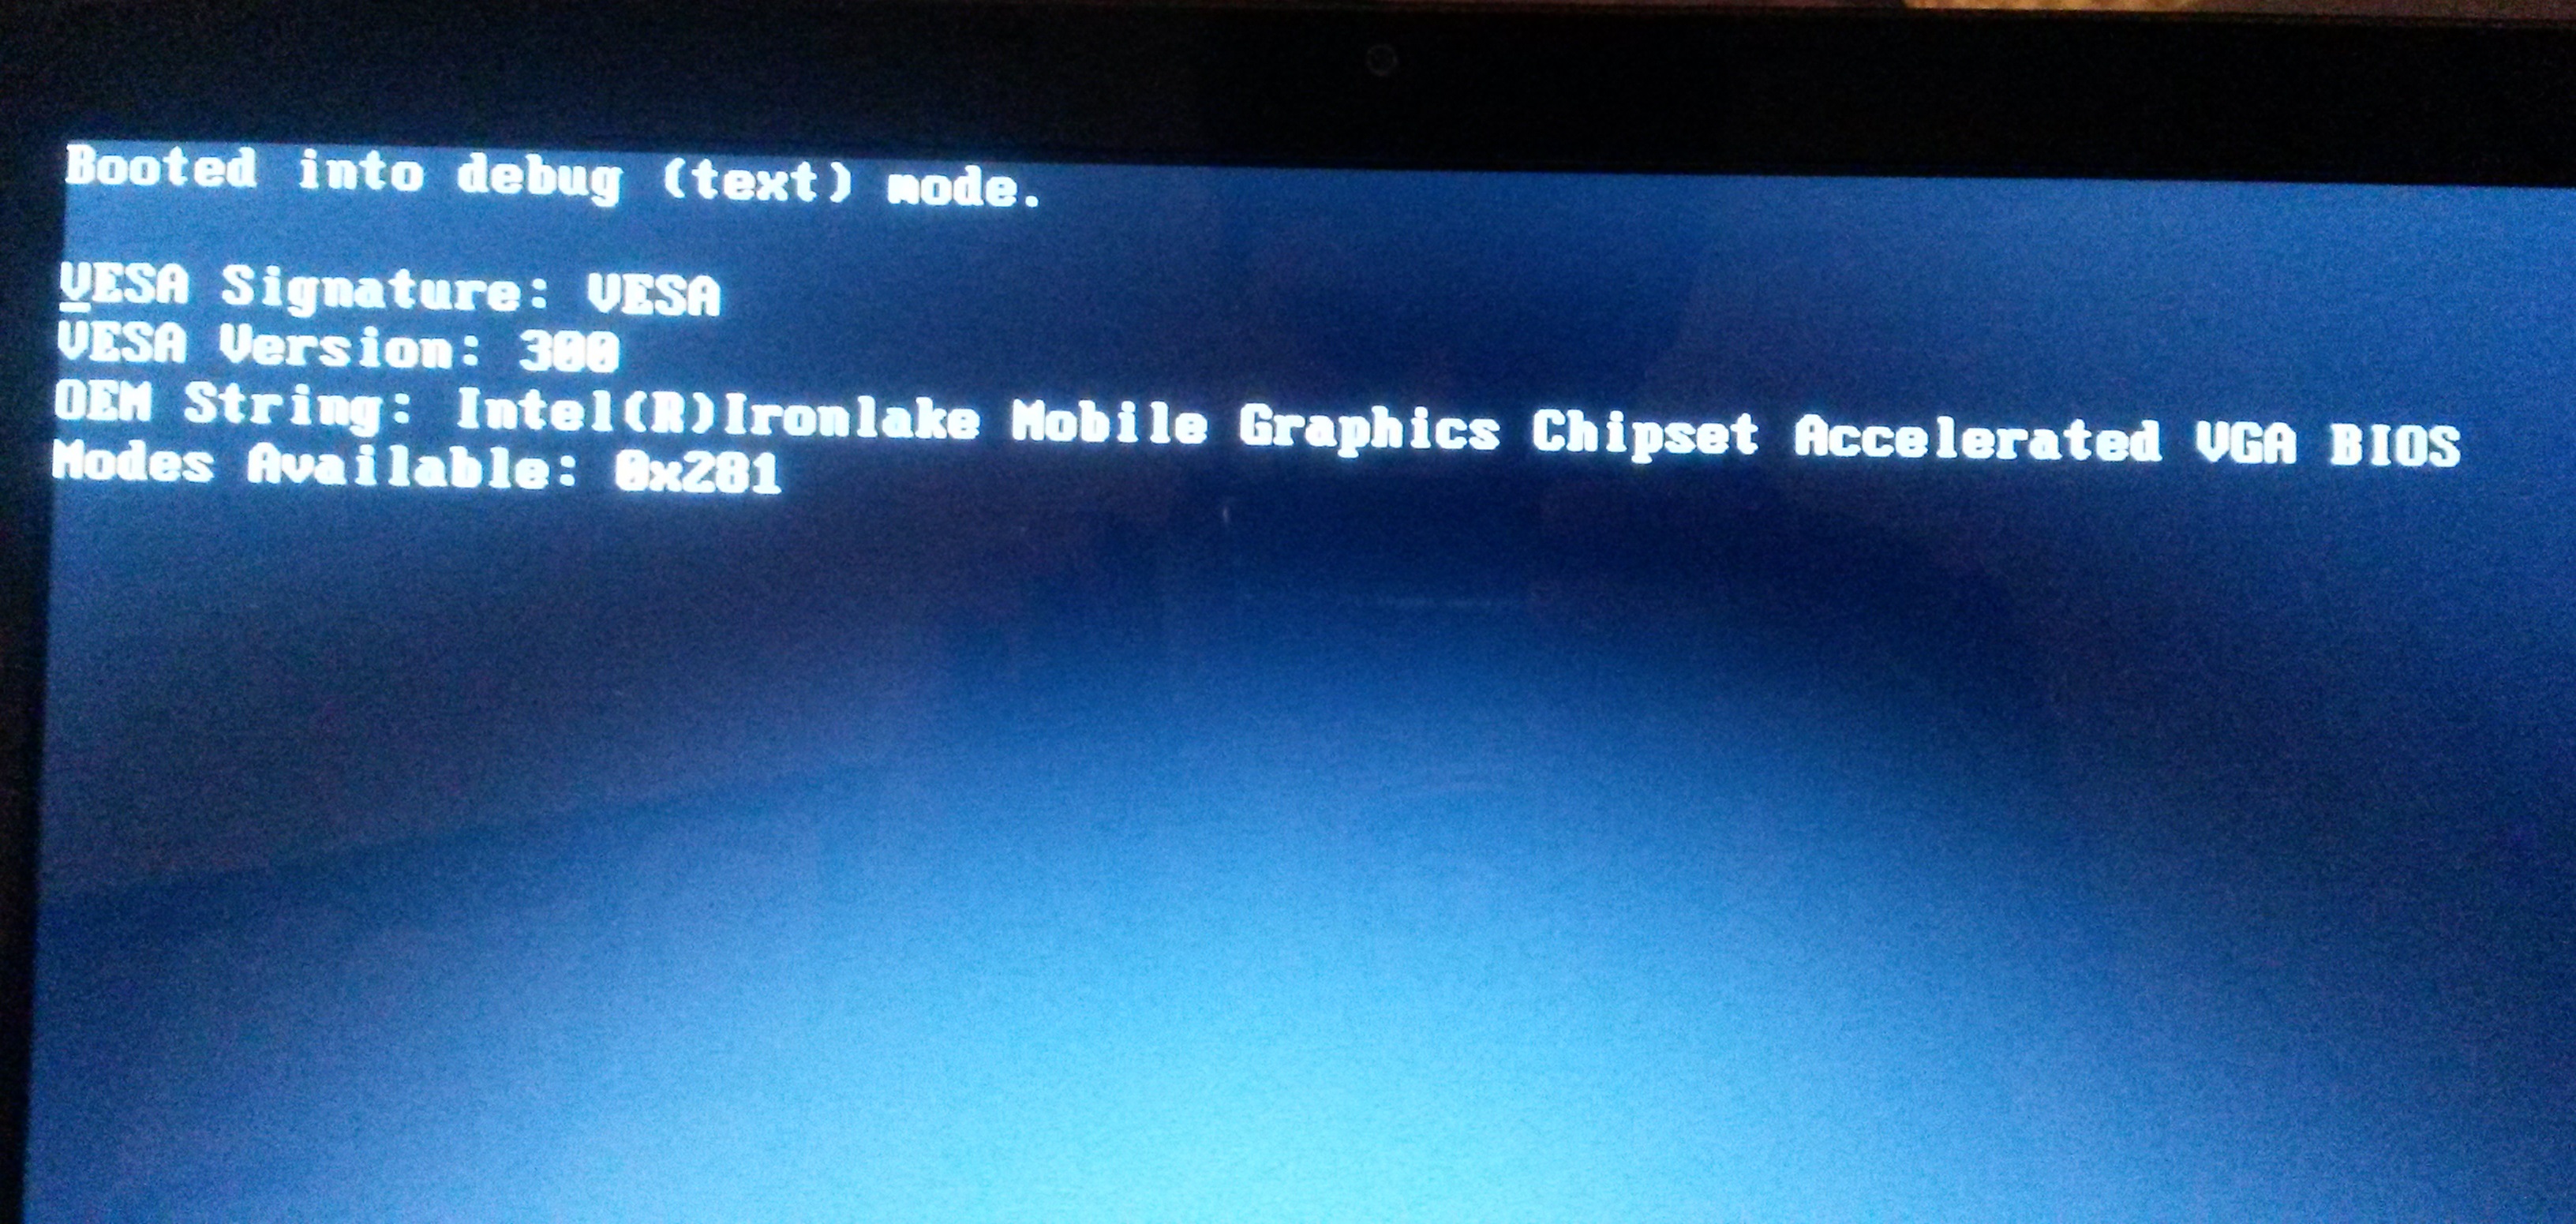 Booted into debug (text) mode.
VESA Signature: VESA
VESA Version: 300
OEM String: Intel(R)Ironlake Mobile Graphics Chipset Accelerated VGA BIOS
Modes Available: 0x281